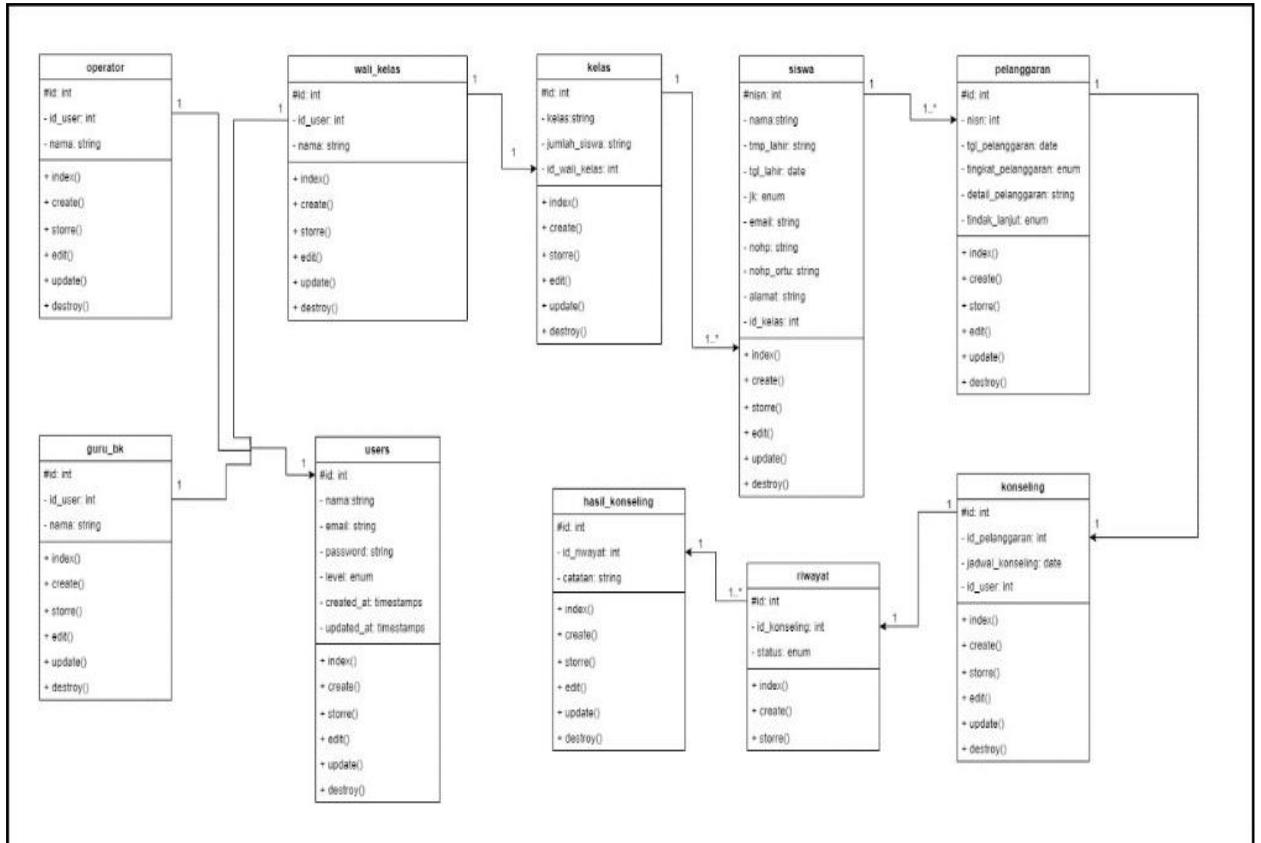 operator
#id: int
- id_user: int
- nama: string
+ index()
+ create()
+ storre()
+ edit()
+ update()
+ destroy()
1
wali_kelas
#id: int
- id_user: int
- nama: string
+ index()
+ create()
+ storre()
+ edit()
+ update()
+ destroy()
1
1
1
kelas
#id: int
- kelas:string
- jumlah_siswa: string
- id_wali_kelas: int
+ index()
+ create()
+ storre()
+ edit()
+ update()
+ destroy()
1
1..*
siswa
#nisn: int
- nama:string
- tmp_lahir: string
- tgl_lahir: date
- jk: enum
- email: string
- nohp: string
- nohp_ortu: string
- alamat: string
- id_kelas: int
+ index()
+ create()
+ storre()
+ edit()
+ update()
+ destroy()
1
1..*
pelanggaran
#id: int
- nisn: int
- tgl_pelanggaran: date
- tingkat_pelanggaran: enum
- detail_pelanggaran: string
- tindak_lanjut: enum
+ index()
+ create()
+ storre()
+ edit()
+ update()
+ destroy()
1
guru_bk
#id: int
- id_user: int
- nama: string
+ index()
+ create()
+ storre()
+ edit()
+ update()
+ destroy()
1
1
users
#id: int
- nama:string
- email: string
- password: string
- level: enum
- created_at: timestamps
- updated_at: timestamps
+ index()
+ create()
+ storre()
+ edit()
+ update()
+ destroy()
hasil_konseling
#id: int
- id_riwayat: int
- catatan: string
+ index()
+ create()
+ storre()
+ edit()
+ update()
+ destroy()
1
1..*
riwayat
#id: int
- id_konseling: int
- status: enum
+ index()
+ create()
+ storre()
1
1
konseling
#id: int
- id_pelanggaran: int
- jadwal_konseling: date
- id_user: int
+ index()
+ create()
+ storre()
+ edit()
+ update()
+ destroy()
1